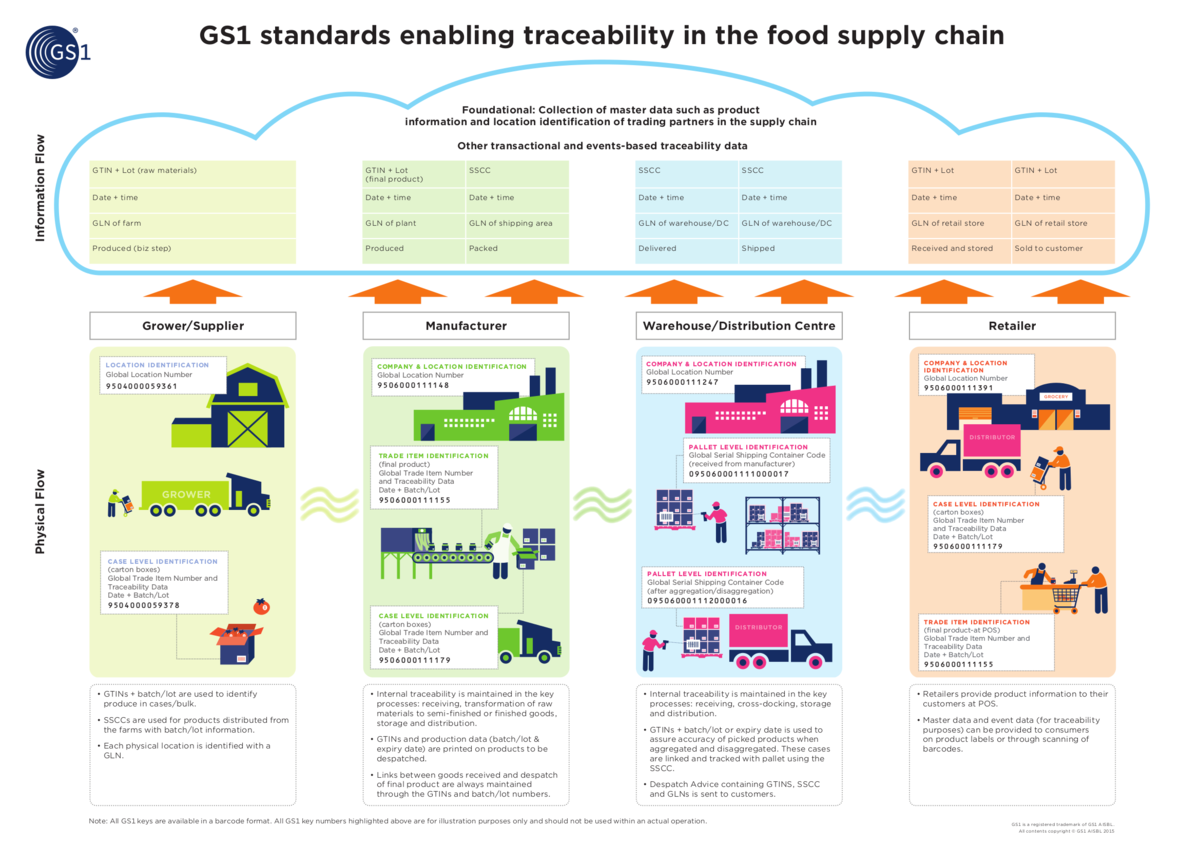 GS1®
GS1 standards enabling traceability in the food supply chain
Information Flow
Foundational: Collection of master data such as product
information and location identification of trading partners in the supply chain
Other transactional and events-based traceability data
GTIN + Lot (raw materials)
Date + time
GLN of farm
Produced (biz step)
GTIN + Lot
(final product)
SSCC
Date + time
Date + time
GLN of plant
GLN of shipping area
Produced
Packed
SSCC
SSCC
Date + time
Date + time
GLN of warehouse/DC
GLN of warehouse/DC
Delivered
Shipped
GTIN + Lot
GTIN + Lot
Date + time
Date + time
GLN of retail store
GLN of retail store
Received and stored
Sold to customer
Physical Flow
Grower/Supplier
LOCATION IDENTIFICATION
Global Location Number
9504000059361
GROWER
CASE LEVEL IDENTIFICATION
(carton boxes)
Global Trade Item Number and
Traceability Data
Date + Batch/Lot
9504000059378
• GTINs + batch/lot are used to identify
produce in cases/bulk.
• SSCCs are used for products distributed from
the farms with batch/lot information.
• Each physical location is identified with a
GLN.
Manufacturer
COMPANY & LOCATION IDENTIFICATION
Global Location Number
9506000111148
TRADE ITEM IDENTIFICATION
(final product)
Global Trade Item Number
and Traceability Data
Date + Batch/Lot
9506000111155
CASE LEVEL IDENTIFICATION
(carton boxes)
Global Trade Item Number and
Traceability Data
Date + Batch/Lot
9506000111179
• Internal traceability is maintained in the key
processes: receiving, transformation of raw
materials to semi-finished or finished goods,
storage and distribution.
• GTINs and production data (batch/lot &
expiry date) are printed on products to be
despatched.
• Links between goods received and despatch
of final product are always maintained
through the GTINs and batch/lot numbers.
Warehouse/Distribution Centre
COMPANY & LOCATION IDENTIFICATION
Global Location Number
9506000111247
PALLET LEVEL IDENTIFICATION
Global Serial Shipping Container Code
(received from manufacturer)
095060001111000017
PALLET LEVEL IDENTIFICATION
Global Serial Shipping Container Code
(after aggregation/disaggregation)
095060001112000016
DISTRIBUTOR
• Internal traceability is maintained in the key
processes: receiving, cross-docking, storage
and distribution.
• GTINs + batch/lot or expiry date is used to
assure accuracy of picked products when
aggregated and disaggregated. These cases
are linked and tracked with pallet using the
SSCC.
• Despatch Advice containing GTINS, SSCC
and GLNs is sent to customers.
Retailer
COMPANY & LOCATION
IDENTIFICATION
Global Location Number
9506000111391
GROCERY
DISTRIBUTOR
CASE LEVEL IDENTIFICATION
(carton boxes)
Global Trade Item Number
and Traceability Data
Date + Batch/Lot
9506000111179
TRADE ITEM IDENTIFICATION
(final product-at POS)
Global Trade Item Number and
Traceability Data
Date + Batch/Lot
9506000111155
• Retailers provide product information to their
customers at POS.
• Master data and event data (for traceability
purposes) can be provided to consumers
on product labels or through scanning of
barcodes.
Note: All GS1 keys are available in a barcode format. All GS1 key numbers highlighted above are for illustration purposes only and should not be used within an actual operation.
GS1 is a registered trademark of GS1 AISBL.
All contents copyright © GS1 AISBL 2015